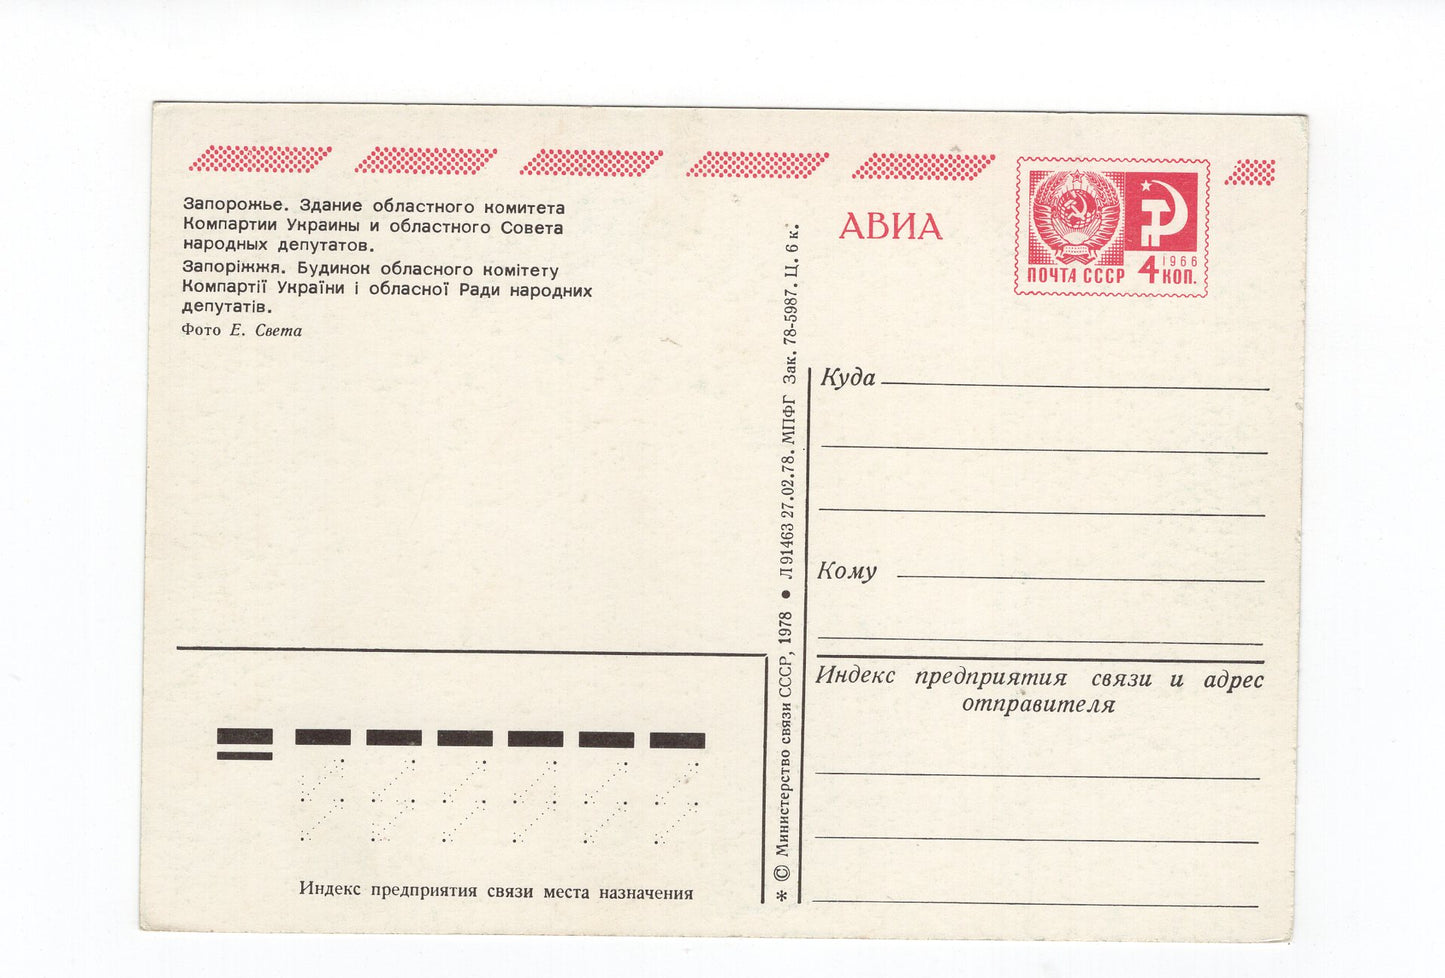 Запорожье. Здание областного комитета
Компартии Украины и областного Совета
народных депутатов.
Запоріжжя. Будинок обласного комітету
Компартії України і обласної Ради народних
депутатів.
Фото Е. Света
АВИА
ПОЧТА СССР 4 1966 КОП.
* © Министерство связи СССР, 1978 ● Л 91463 27.02.78. МПФГ Зак. 78-5987. Ц. 6 к.
Куда
Кому
Индекс предприятия связи и адрес
отправителя
Индекс предприятия связи места назначения